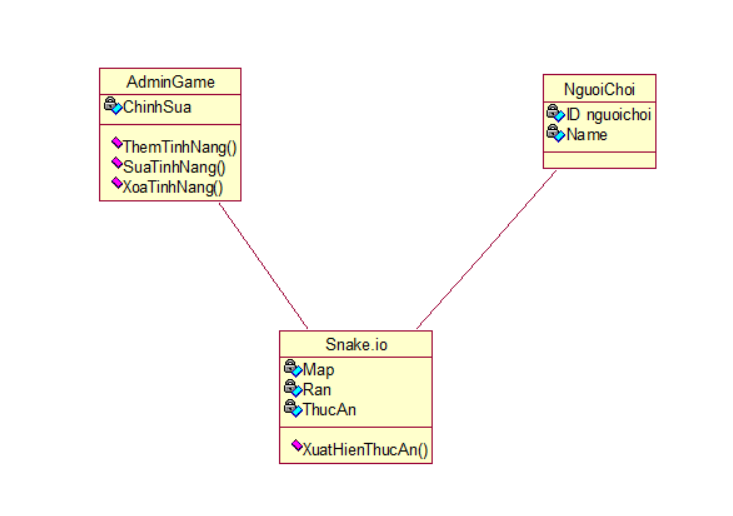 AdminGame
ChinhSua
ThemTinhNang()
SuaTinhNang()
XoaTinhNang()
NguoiChoi
ID nguoichoi
Name
Snake.io
Map
Ran
ThucAn
XuatHienThucAn()